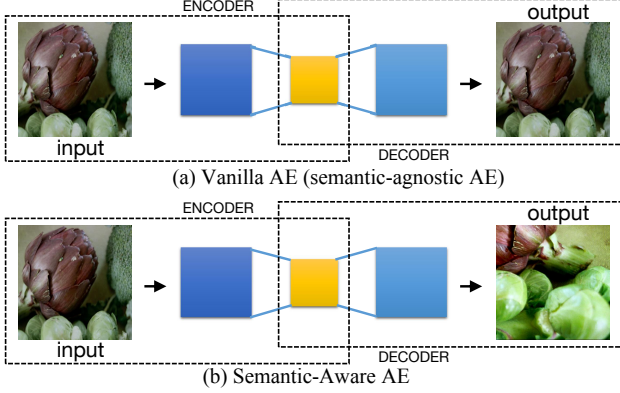 ENCODER
output
input
DECODER
(a) Vanilla AE (semantic-agnostic AE)
ENCODER
output
input
DECODER
(b) Semantic-Aware AE